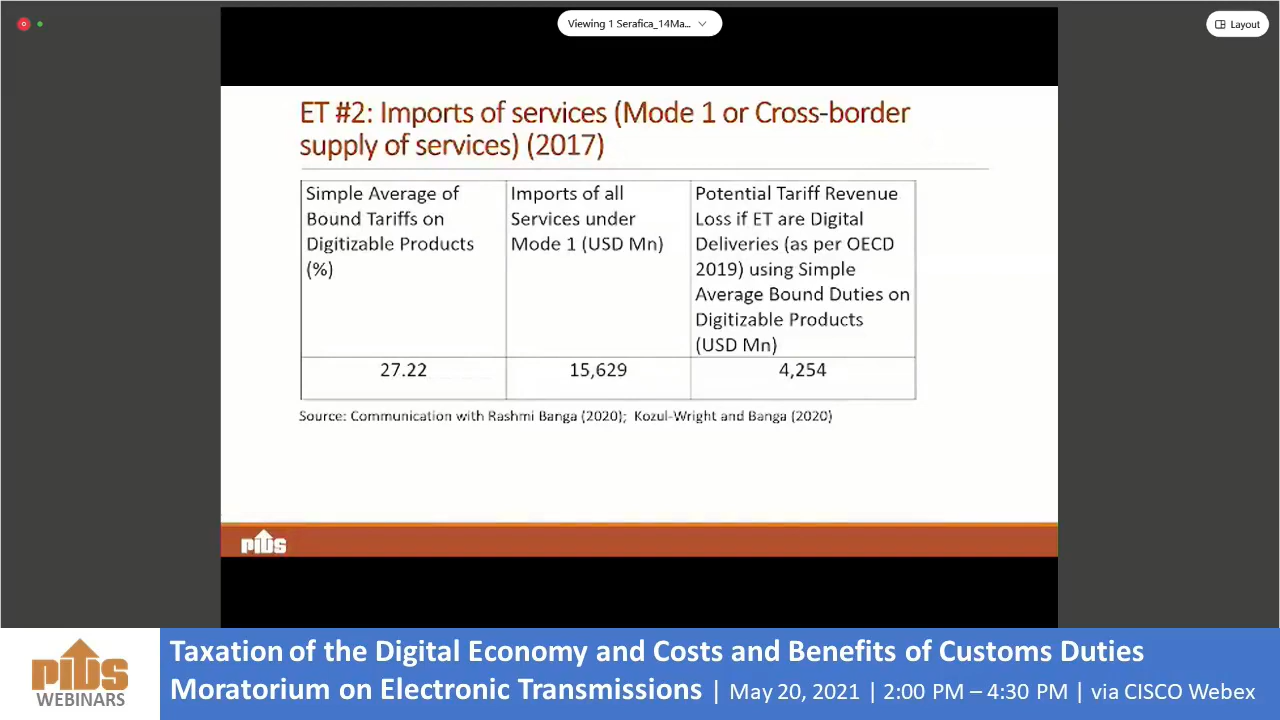 Viewing 1 Serafica_14Ma...
Layout
ET #2: Imports of services (Mode 1 or Cross-border
supply of services) (2017)
Simple Average of
Bound Tariffs on
Digitizable Products
(%)
Imports of all
Services under
Mode 1 (USD Mn)
Potential Tariff Revenue
Loss if ET are Digital
Deliveries (as per OECD
2019) using Simple
Average Bound Duties on
Digitizable Products
(USD Mn)
27.22
15,629
4,254
Source: Communication with Rashmi Banga (2020); Kozul-Wright and Banga (2020)
PIDS
PIDS
WEBINARS
Taxation of the Digital Economy and Costs and Benefits of Customs Duties
Moratorium on Electronic Transmissions | May 20, 2021 | 2:00 PM – 4:30 PM | via CISCO Webex